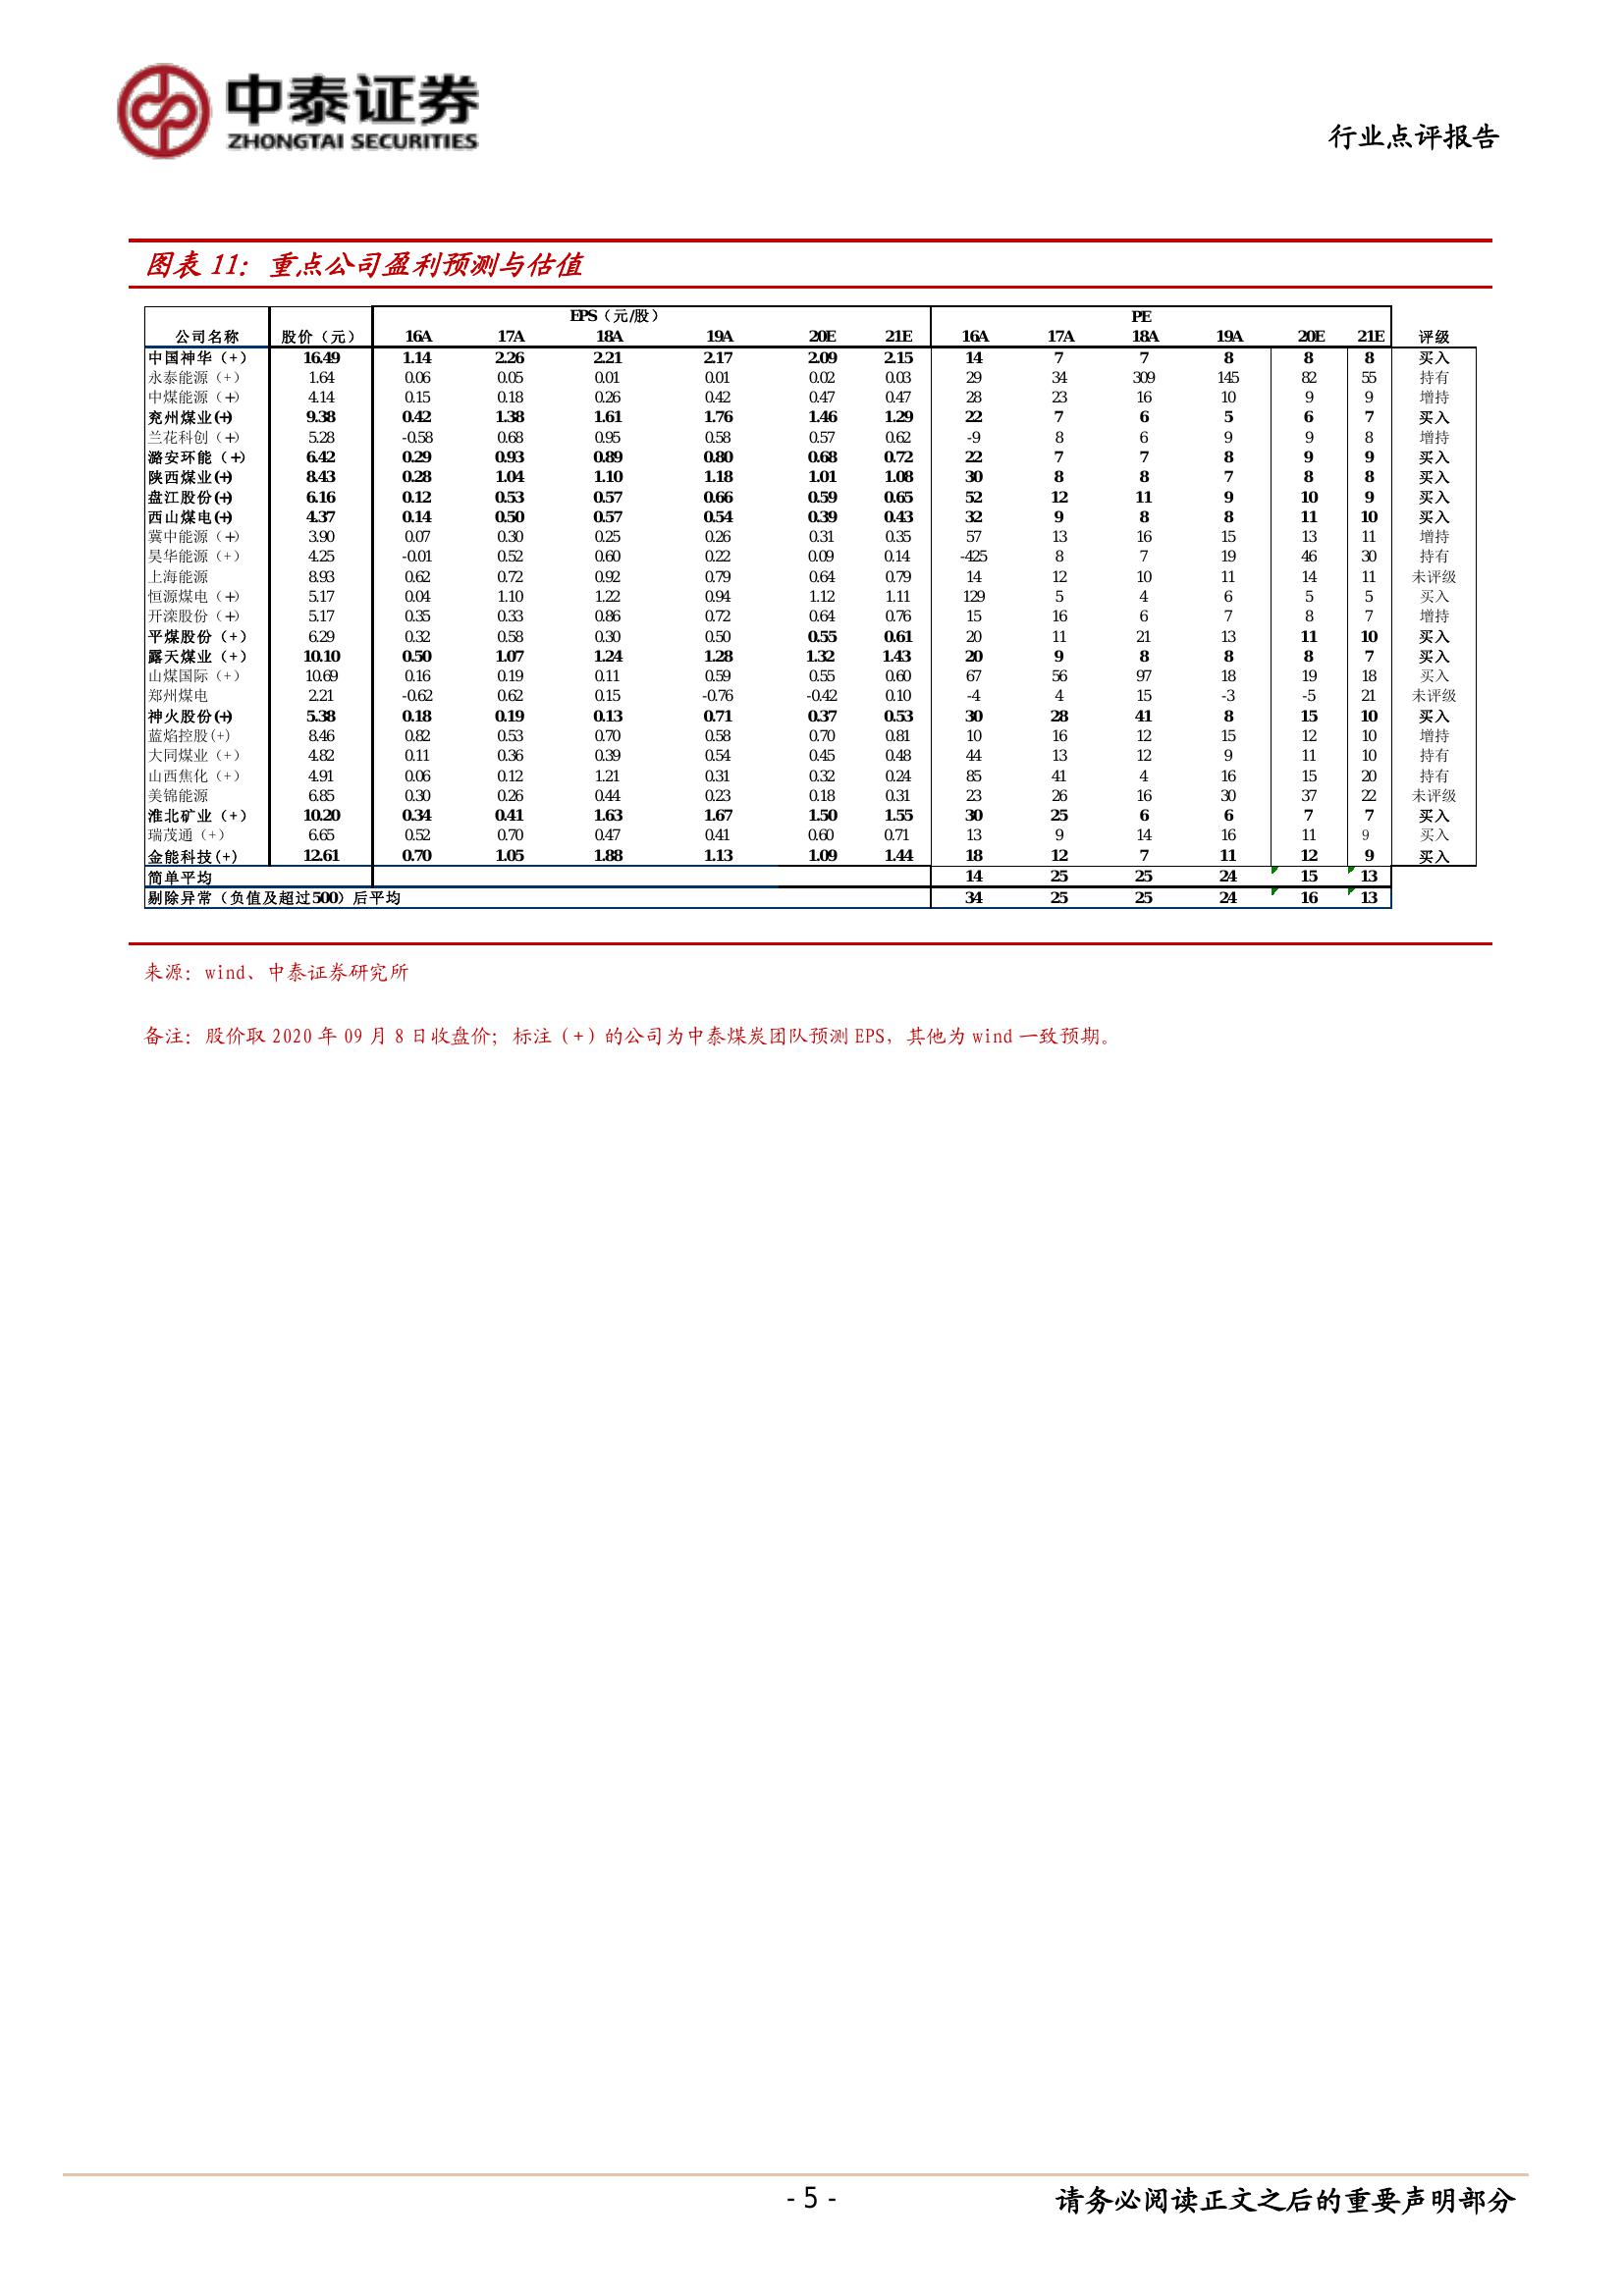 中泰证券
ZHONGTAI SECURITIES
行业点评报告
图表 11：重点公司盈利预测与估值
EPS（元/股） PE
公司名称 股价（元） 16A 17A 18A 19A 20E 21E 16A 17A 18A 19A 20E 21E 评级
中国神华（+） 16.49 1.14 2.26 2.21 2.17 2.09 2.15 14 7 7 8 8 8 买入
永泰能源（+） 1.64 0.06 0.05 0.01 0.01 0.02 0.03 29 34 309 145 82 55 持有
中煤能源（+） 4.14 0.15 0.18 0.26 0.42 0.47 0.47 28 23 16 10 9 9 增持
兖州煤业(+) 9.38 0.42 1.38 1.61 1.76 1.46 1.29 22 7 6 5 6 7 买入
兰花科创（+） 5.28 -0.58 0.68 0.95 0.58 0.57 0.62 -9 8 6 9 9 8 增持
潞安环能（+） 6.42 0.29 0.93 0.89 0.80 0.68 0.72 22 7 7 8 9 9 买入
陕西煤业(+) 8.43 0.28 1.04 1.10 1.18 1.01 1.08 30 8 8 7 8 8 买入
盘江股份(+) 6.16 0.12 0.53 0.57 0.66 0.59 0.65 52 12 11 9 10 9 买入
西山煤电(+) 4.37 0.14 0.50 0.57 0.54 0.39 0.43 32 9 8 8 11 10 买入
冀中能源（+） 3.90 0.07 0.30 0.25 0.26 0.31 0.35 57 13 16 15 13 11 增持
昊华能源（+） 4.25 -0.01 0.52 0.60 0.22 0.09 0.14 -425 8 7 19 46 30 持有
上海能源 8.93 0.62 0.72 0.92 0.79 0.64 0.79 14 12 10 11 14 11 未评级
恒源煤电（+） 5.17 0.04 1.10 1.22 0.94 1.12 1.11 129 5 4 6 5 5 买入
开滦股份（+） 5.17 0.35 0.33 0.86 0.72 0.64 0.76 15 16 6 7 8 7 增持
平煤股份（+） 6.29 0.32 0.58 0.30 0.50 0.55 0.61 20 11 21 13 11 10 买入
露天煤业（+） 10.10 0.50 1.07 1.24 1.28 1.32 1.43 20 9 8 8 8 7 买入
山煤国际（+） 10.69 0.16 0.19 0.11 0.59 0.55 0.60 67 56 97 18 19 18 买入
郑州煤电 2.21 -0.62 0.62 0.15 -0.76 -0.42 0.10 -4 4 15 -3 -5 21 未评级
神火股份(+) 5.38 0.18 0.19 0.13 0.71 0.37 0.53 30 28 41 8 15 10 买入
蓝焰控股(+) 8.46 0.82 0.53 0.70 0.58 0.70 0.81 10 16 12 15 12 10 增持
大同煤业（+） 4.82 0.11 0.36 0.39 0.54 0.45 0.48 44 13 12 9 11 10 持有
山西焦化（+） 4.91 0.06 0.12 1.21 0.31 0.32 0.24 85 41 4 16 15 20 持有
美锦能源 6.85 0.30 0.26 0.44 0.23 0.18 0.31 23 26 16 30 37 22 未评级
淮北矿业（+） 10.20 0.34 0.41 1.63 1.67 1.50 1.55 30 25 6 6 7 7 买入
瑞茂通（+） 6.65 0.52 0.70 0.47 0.41 0.60 0.71 13 9 14 16 11 9 买入
金能科技(+) 12.61 0.70 1.05 1.88 1.13 1.09 1.44 18 12 7 11 12 9 买入
简单平均 14 25 25 24 15 13
剔除异常（负值及超过500）后平均 34 25 25 24 16 13
来源：wind、中泰证券研究所
备注：股价取 2020 年 09 月 8 日收盘价；标注（+）的公司为中泰煤炭团队预测 EPS，其他为 wind 一致预期。
- 5 -
请务必阅读正文之后的重要声明部分